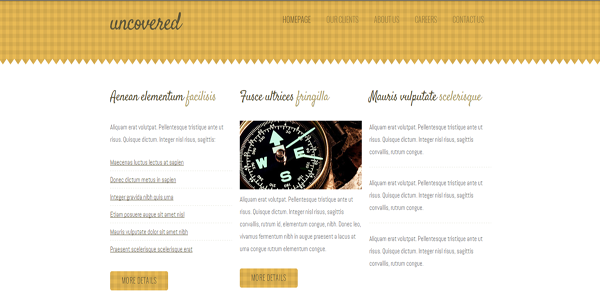 uncovered
HOMEPAGE OUR CLIENTS ABOUT US CAREERS CONTACT US
Aenean elementum facilisis
Aliquam erat volutpat. Pellentesque tristique ante ut
risus. Quisque dictum. Integer nisl risus, sagittis
Maecenas luctus lectus at sapien
Donec dictum metus in sapien
Integer gravida nibh quis urna
Etiam posuere augue sit amet nisl
Mauris vulputate dolor sit amet nibh
Praesent scelerisque scelerisque erat
MORE DETAILS
Fusce ultrices fringilla
W E S
Aliquam erat volutpat. Pellentesque tristique ante ut
risus. Quisque dictum. Integer nisl risus, sagittis
convallis, rutrum id, elementum congue, nibh. Donec leo,
vivamus fermentum nibh in augue praesent a lacus at
urna congue rutrum elementum congue.
MORE DETAILS
Mauris vulputate scelerisque
Aliquam erat volutpat. Pellentesque tristique ante ut
risus. Quisque dictum. Integer nisl risus, sagittis
convallis, rutrum congue.
Aliquam erat volutpat. Pellentesque tristique ante ut
risus. Quisque dictum. Integer nisl risus, sagittis
convallis, rutrum congue.
Aliquam erat volutpat. Pellentesque tristique ante ut
risus. Quisque dictum. Integer nisl risus, sagittis
convallis, rutrum congue.